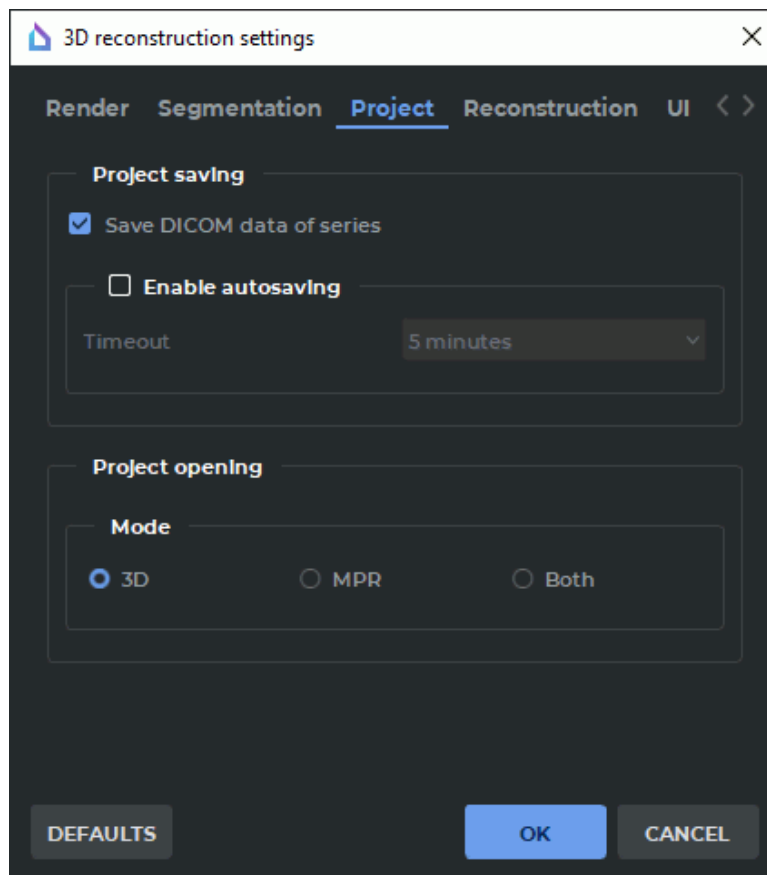 3D reconstruction settings
Render Segmentation Project Reconstruction UI
Project saving
Save DICOM data of series
Enable autosaving
Timeout 5 minutes
Project opening
Mode
3D MPR Both
DEFAULTS OK CANCEL